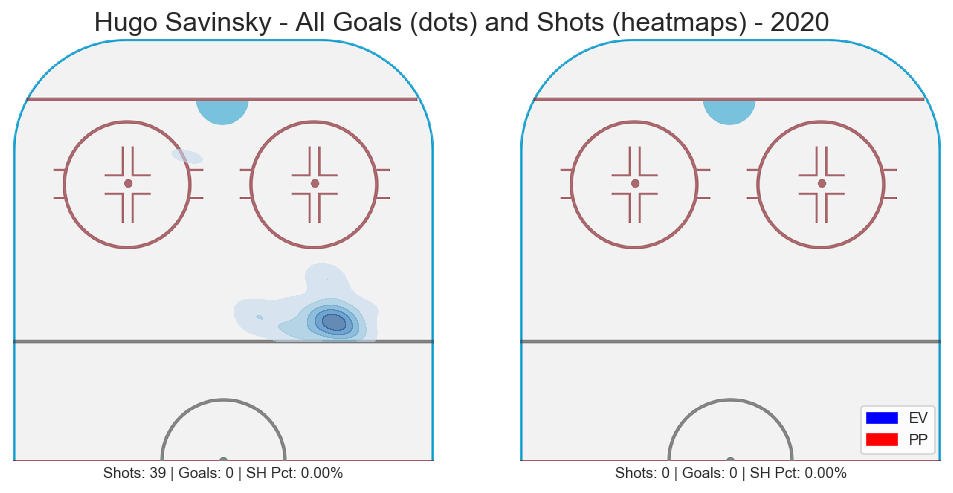 Hugo Savinsky - All Goals (dots) and Shots (heatmaps) - 2020
EV
PP
Shots: 39 | Goals: 0 | SH Pct: 0.00%
Shots: 0 | Goals: 0 | SH Pct: 0.00%